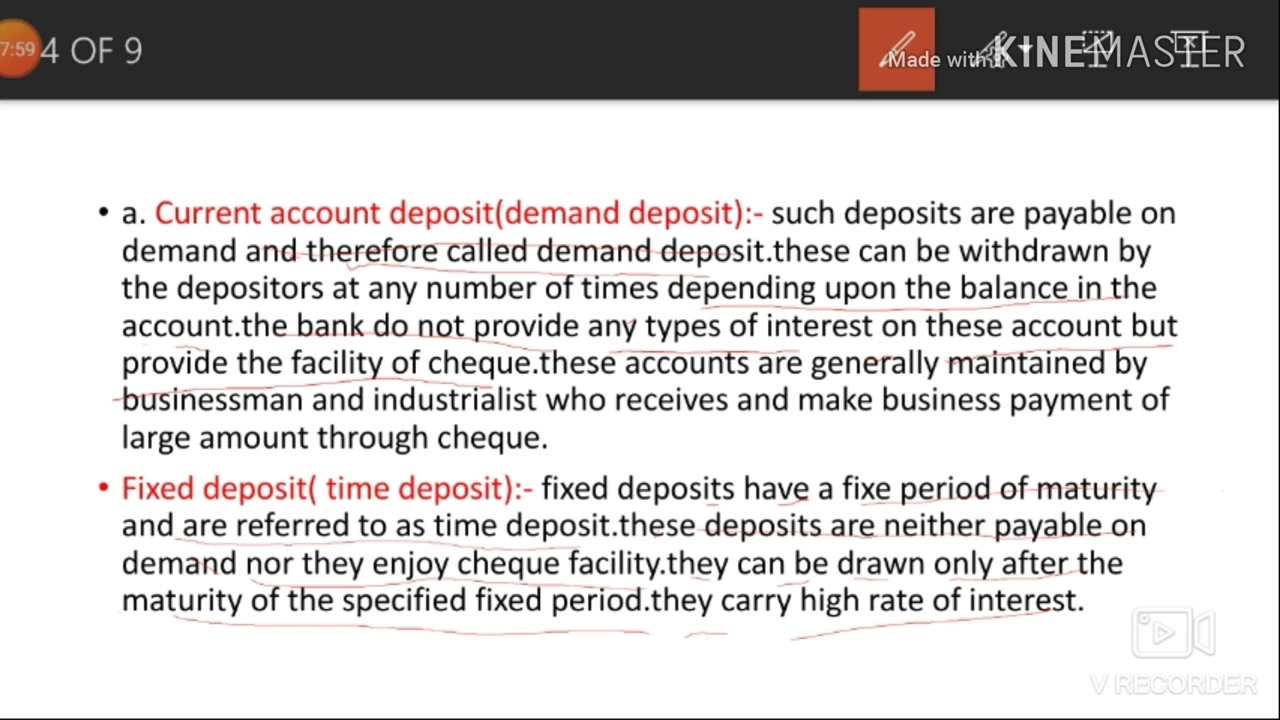 7:59 4 OF 9
Made with KINEMASTER
• a. Current account deposit(demand deposit):- such deposits are payable on
demand and therefore called demand deposit.these can be withdrawn by
the depositors at any number of times depending upon the balance in the
account.the bank do not provide any types of interest on these account but
provide the facility of cheque.these accounts are generally maintained by
businessman and industrialist who receives and make business payment of
large amount through cheque.
• Fixed deposit( time deposit):- fixed deposits have a fixe period of maturity
and are referred to as time deposit.these deposits are neither payable on
demand nor they enjoy cheque facility.they can be drawn only after the
maturity of the specified fixed period.they carry high rate of interest.
V RECORDER